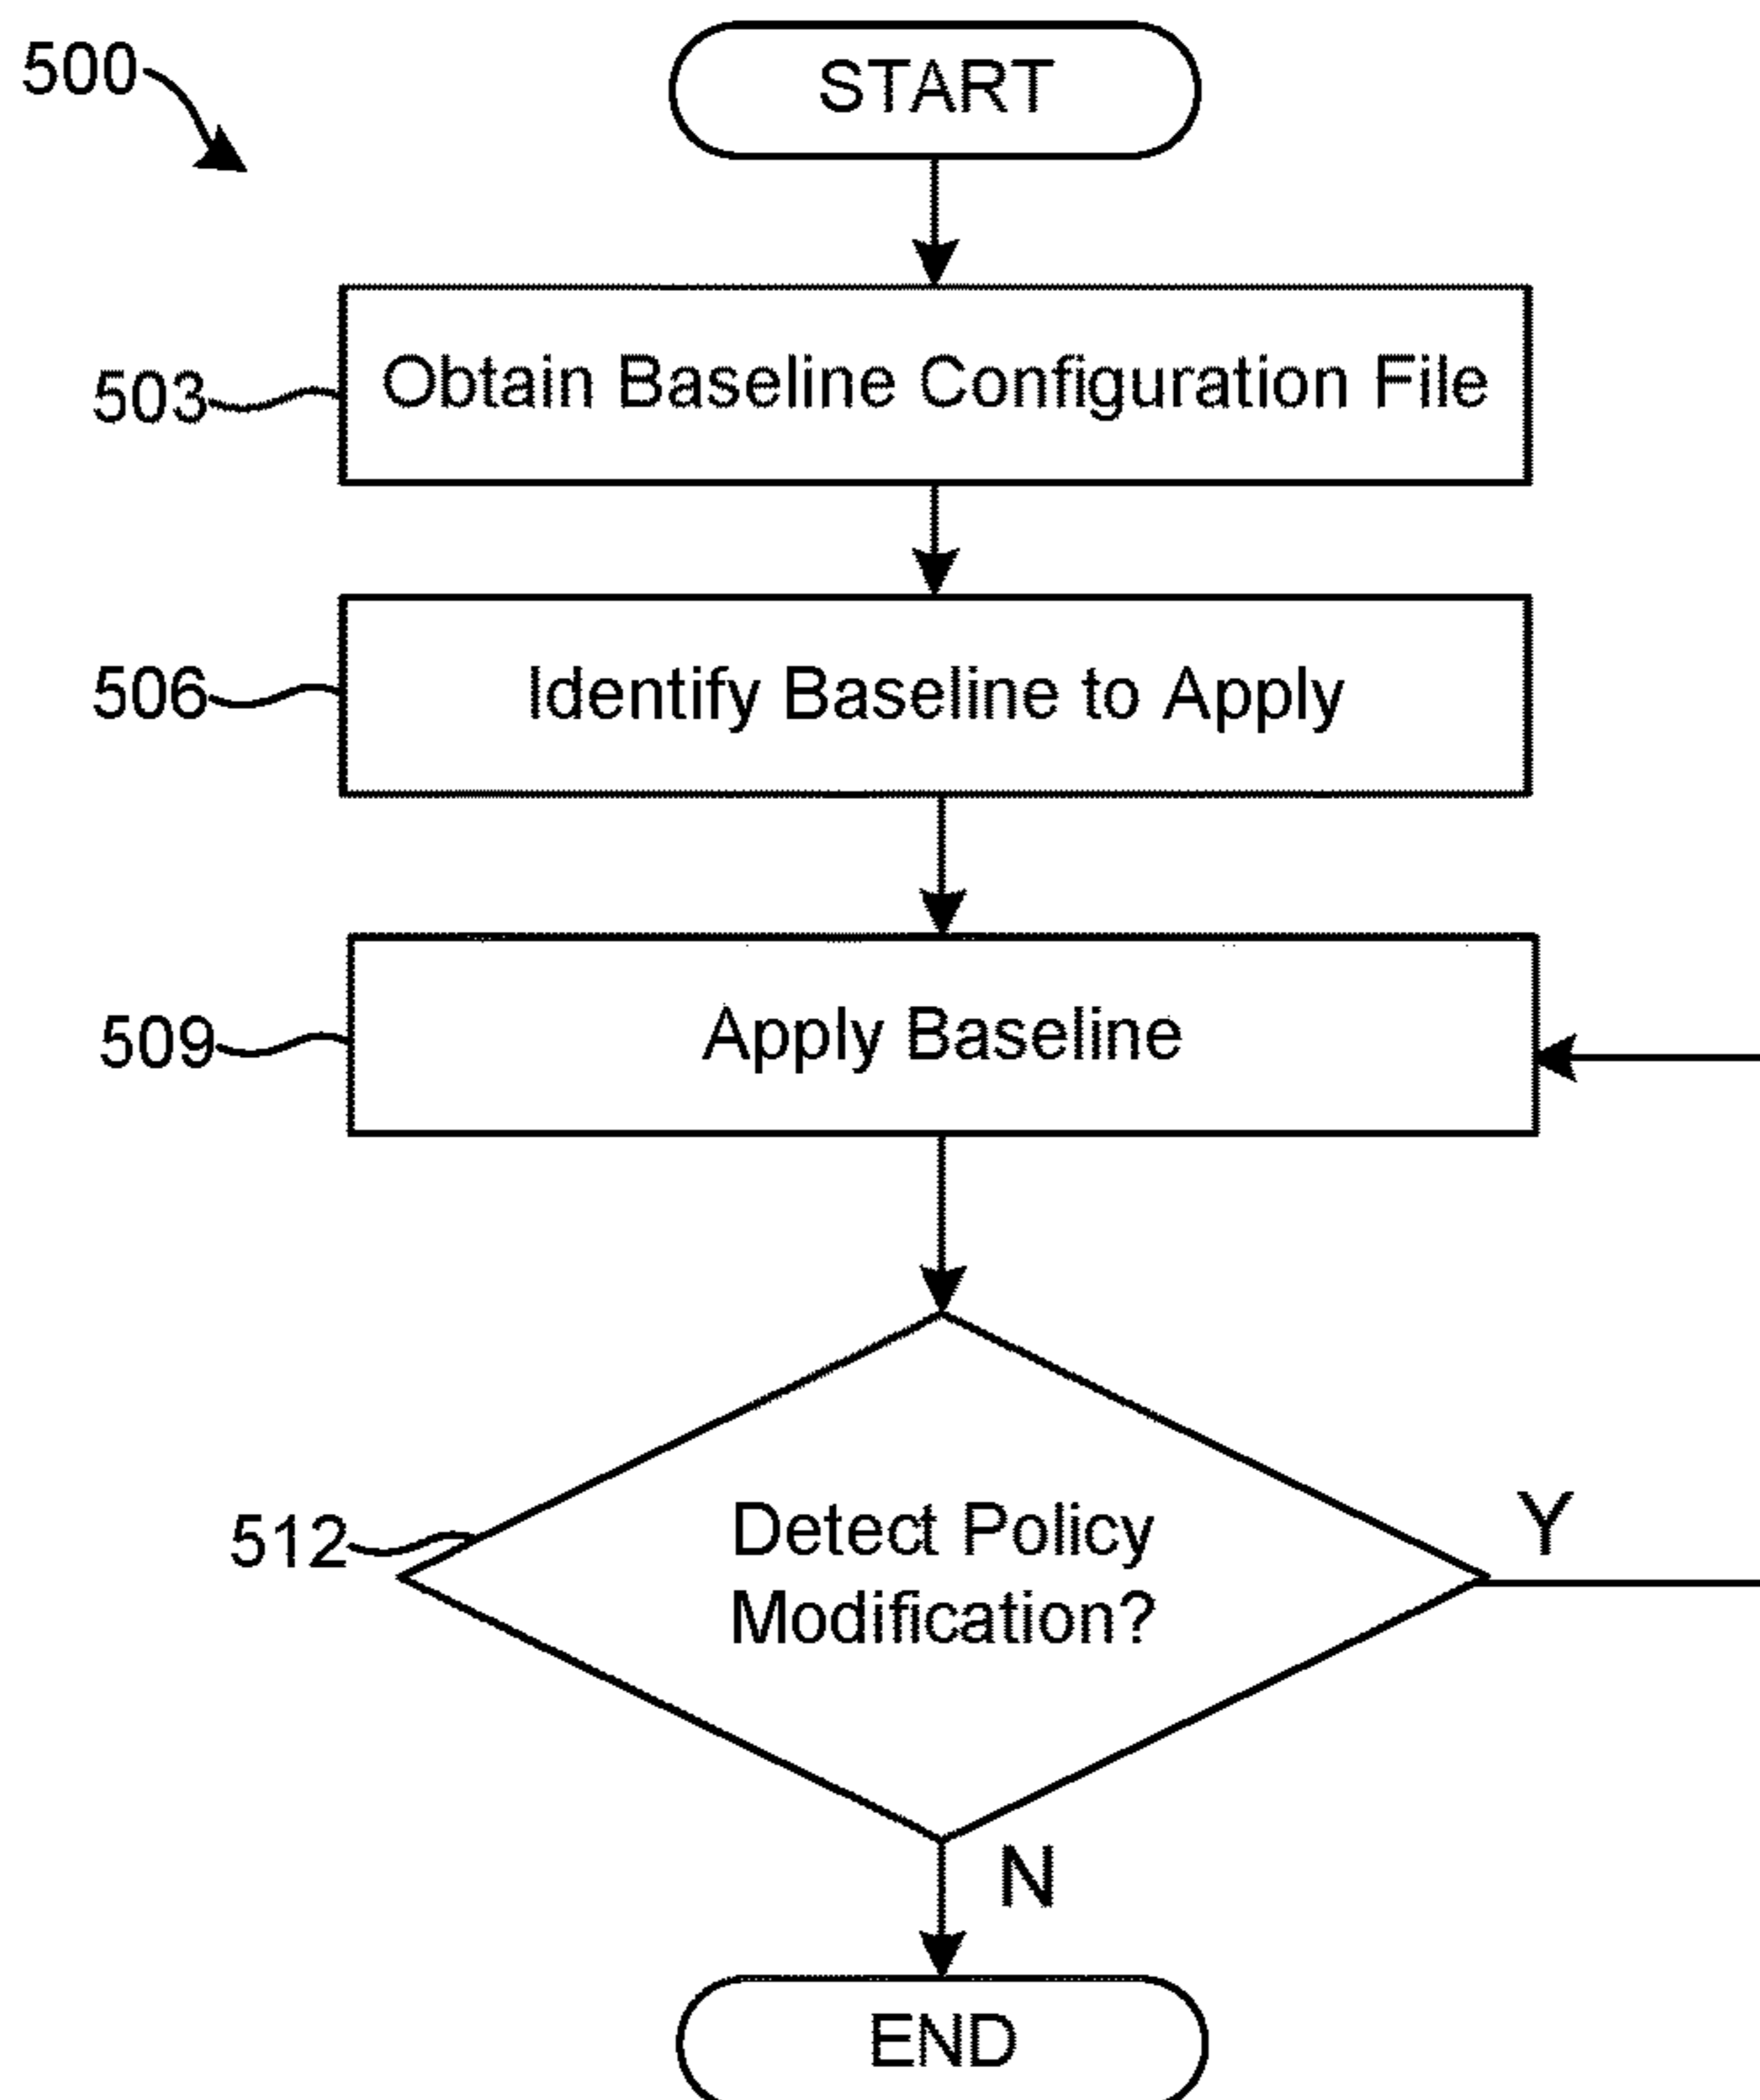 500
START
503
Obtain Baseline Configuration File
506
Identify Baseline to Apply
509
Apply Baseline
512
Detect Policy
Modification?
Y
N
END